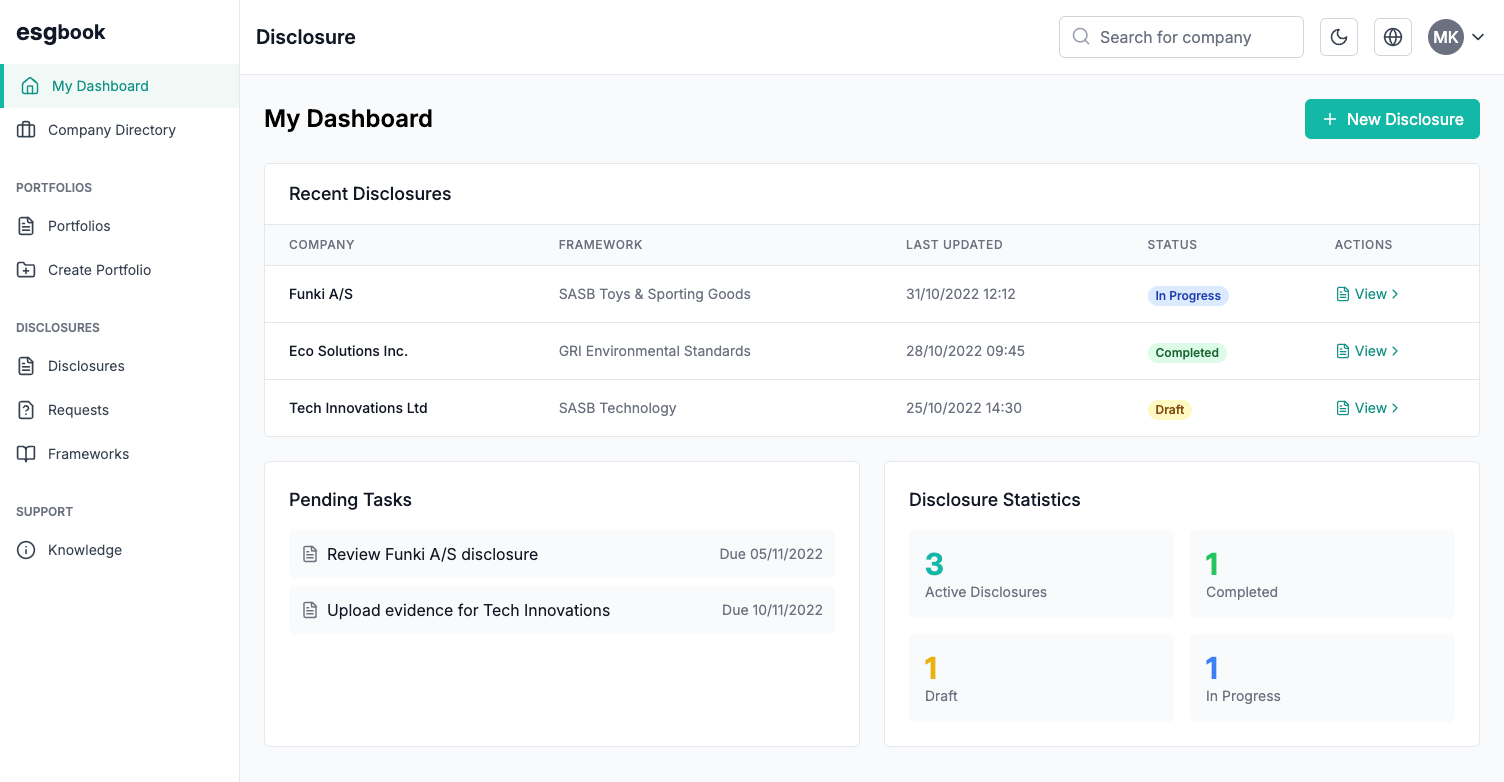 esgbook
Disclosure
Search for company
MK
My Dashboard
Company Directory
PORTFOLIOS
Portfolios
Create Portfolio
DISCLOSURES
Disclosures
Requests
Frameworks
SUPPORT
Knowledge
My Dashboard
New Disclosure
Recent Disclosures
COMPANY FRAMEWORK LAST UPDATED STATUS ACTIONS
Funki A/S SASB Toys & Sporting Goods 31/10/2022 12:12 In Progress View
Eco Solutions Inc. GRI Environmental Standards 28/10/2022 09:45 Completed View
Tech Innovations Ltd SASB Technology 25/10/2022 14:30 Draft View
Pending Tasks
Review Funki A/S disclosure Due 05/11/2022
Upload evidence for Tech Innovations Due 10/11/2022
Disclosure Statistics
3
Active Disclosures
1
Completed
1
Draft
1
In Progress